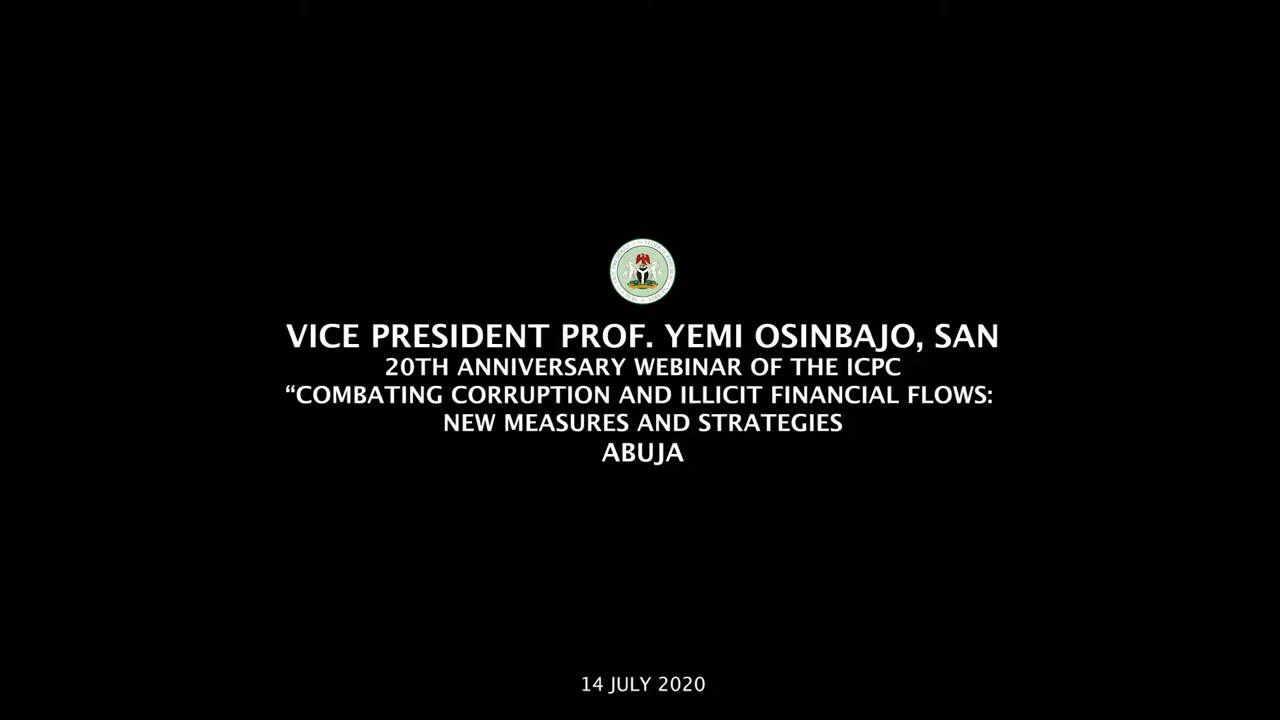 VICE PRESIDENT PROF. YEMI OSINBAJO, SAN
20TH ANNIVERSARY WEBINAR OF THE ICPC
“COMBATING CORRUPTION AND ILLICIT FINANCIAL FLOWS:
NEW MEASURES AND STRATEGIES
ABUJA
14 JULY 2020